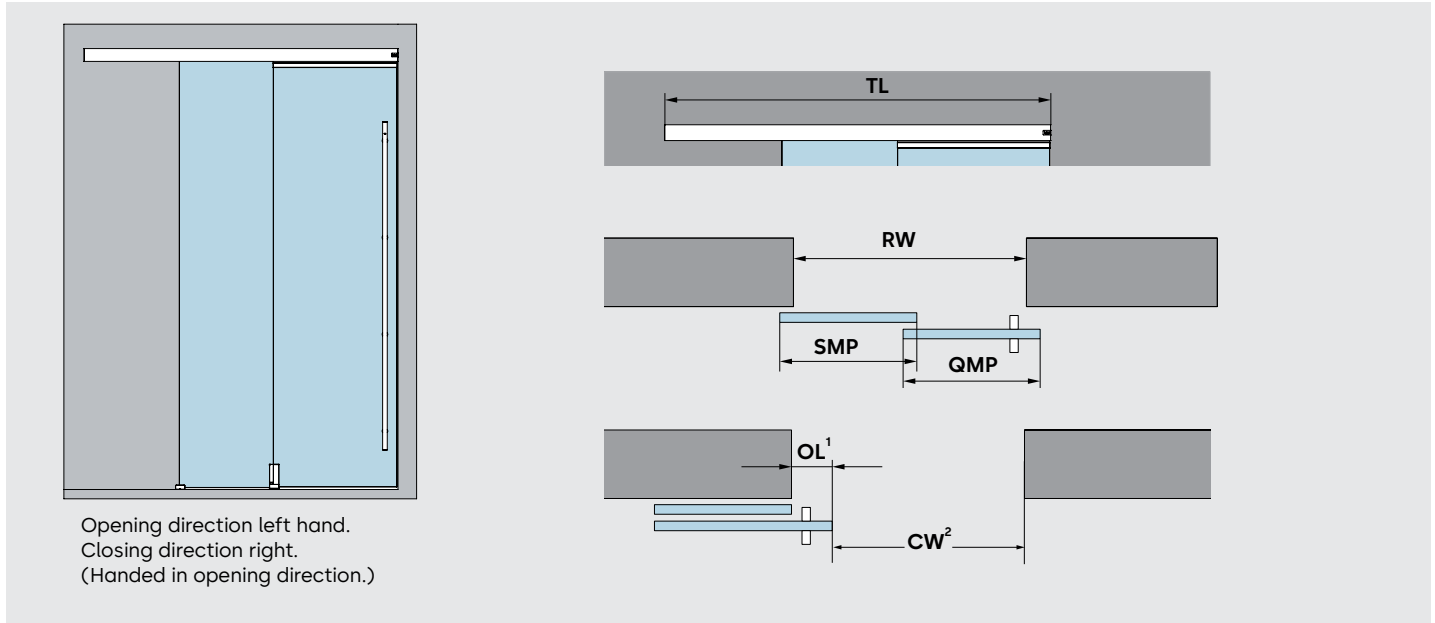 TL
RW
SMP
QMP
OL¹
CW²
Opening direction left hand.
Closing direction right.
(Handed in opening direction.)